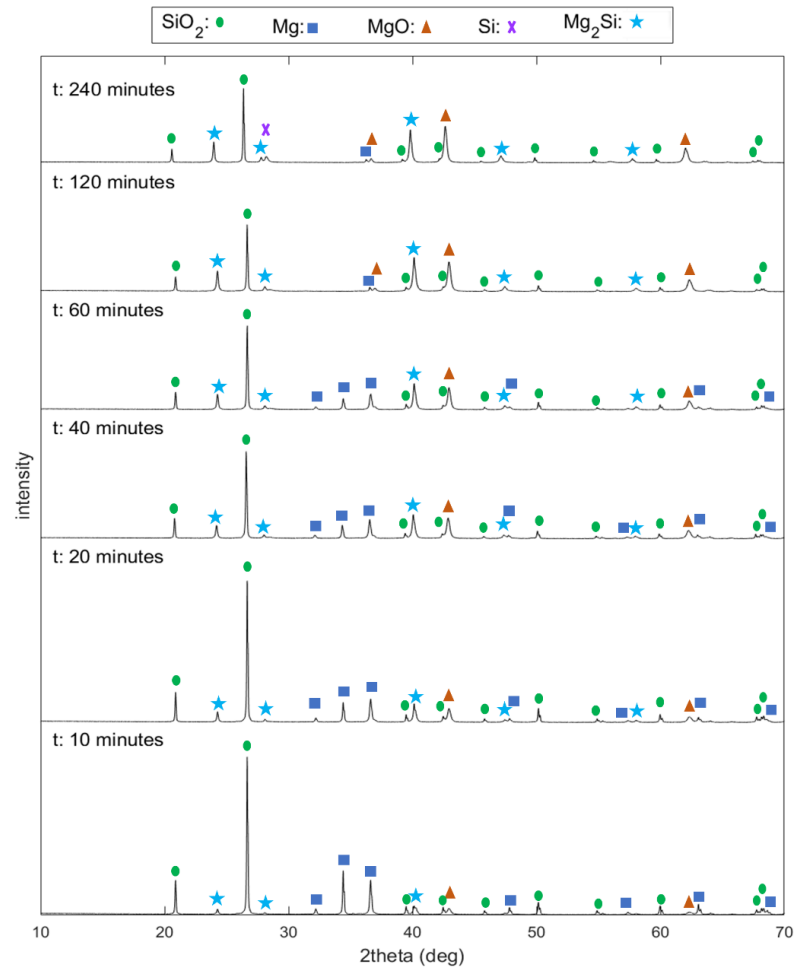 SiO2: Mg: MgO: Si: Mg2Si:
t: 240 minutes
t: 120 minutes
t: 60 minutes
t: 40 minutes
t: 20 minutes
t: 10 minutes
intensity
10 20 30 40 50 60 70
2theta (deg)